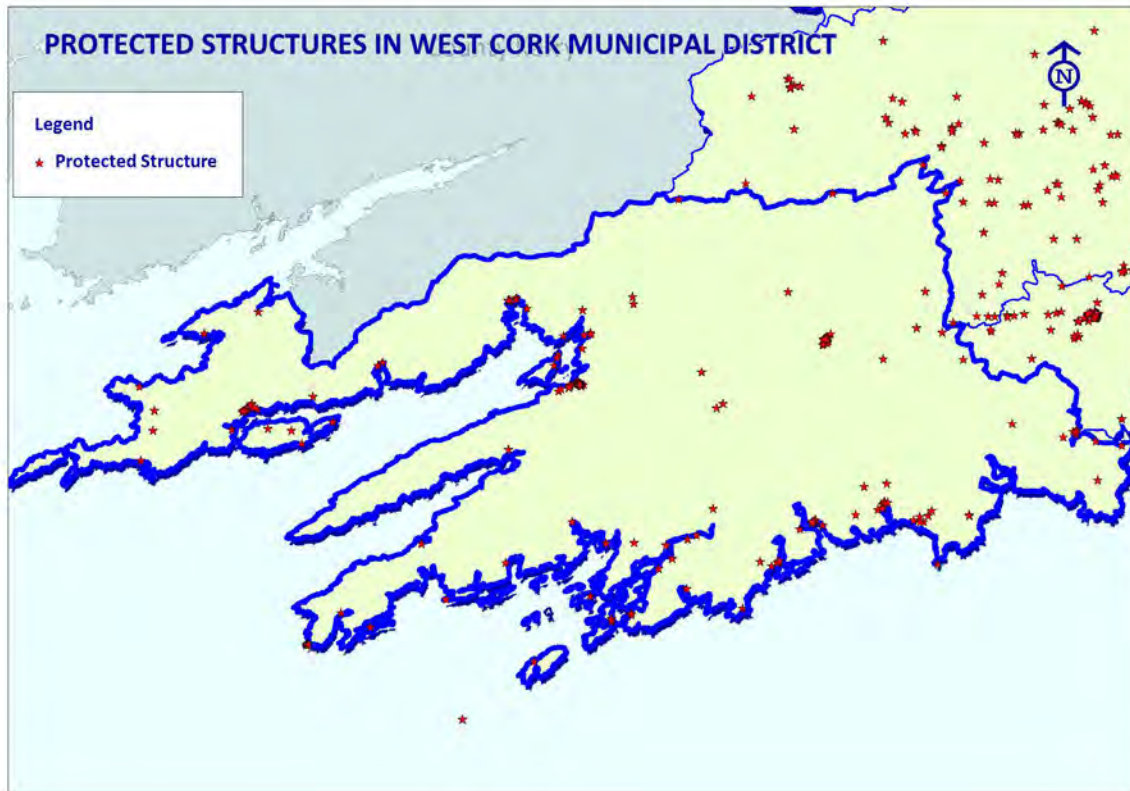 PROTECTED STRUCTURES IN WEST CORK MUNICIPAL DISTRICT
N
Legend
Protected Structure